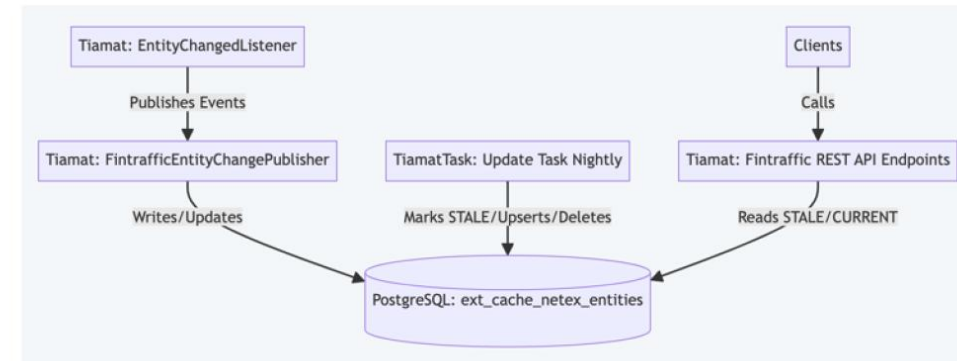 Tiamat: EntityChangedListener
Clients
Publishes Events
Calls
Tiamat: FintrafficEntityChangePublisher
TiamatTask: Update Task Nightly
Tiamat: Fintraffic REST API Endpoints
Writes/Updates
Marks STALE/Upserts/Deletes
Reads STALE/CURRENT
PostgreSQL: ext_cache_netex_entities